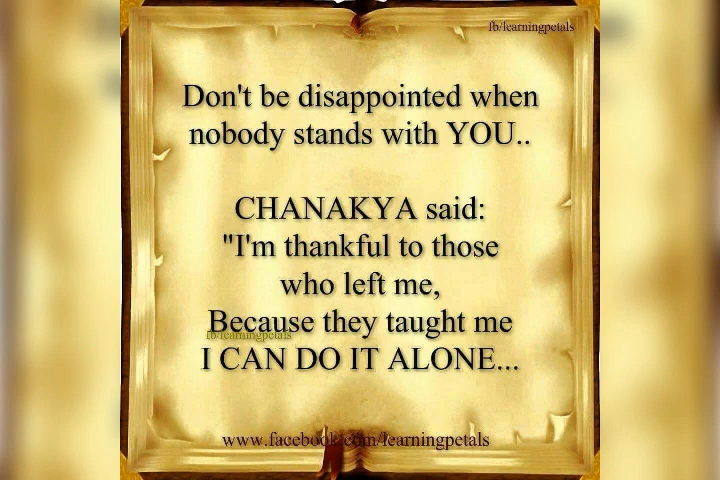 fb/learningpetals
Don't be disappointed when
nobody stands with YOU..
CHANAKYA said:
"I'm thankful to those
who left me,
Because they taught me
fb/learningpetals
I CAN DO IT ALONE...
www.facebook.com/learningpetals